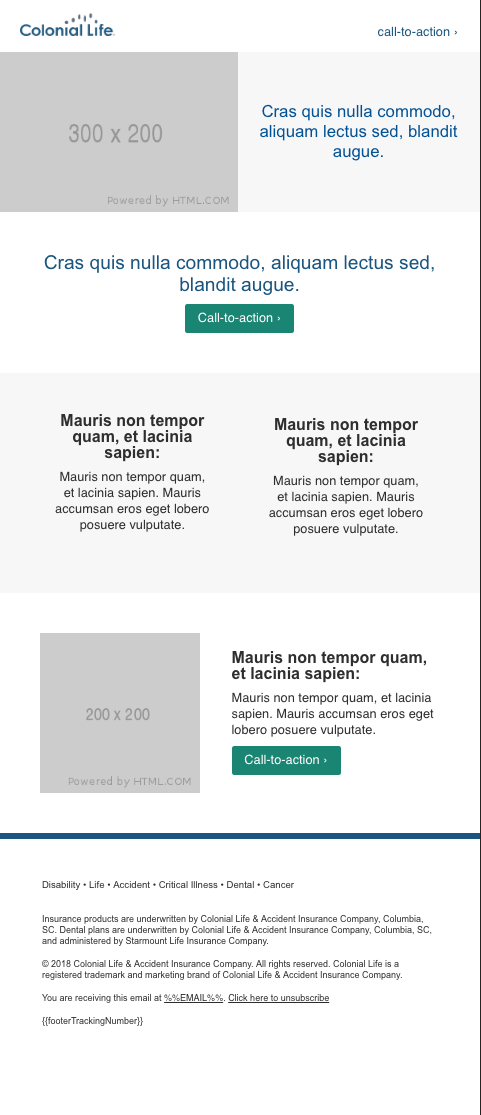 Colonial Life.
call-to-action ›
300 x 200
Powered by HTML.COM
Cras quis nulla commodo,
aliquam lectus sed, blandit
augue.
Cras quis nulla commodo, aliquam lectus sed,
blandit augue.
Call-to-action ›
Mauris non tempor
quam, et lacinia
sapien:
Mauris non tempor quam,
et lacinia sapien. Mauris
accumsan eros eget lobero
posuere vulputate.
Mauris non tempor
quam, et lacinia
sapien:
Mauris non tempor quam,
et lacinia sapien. Mauris
accumsan eros eget lobero
posuere vulputate.
200 x 200
Powered by HTML.COM
Mauris non tempor quam,
et lacinia sapien:
Mauris non tempor quam, et lacinia
sapien. Mauris accumsan eros eget
lobero posuere vulputate.
Call-to-action ›
Disability • Life • Accident • Critical Illness • Dental • Cancer
Insurance products are underwritten by Colonial Life & Accident Insurance Company, Columbia,
SC. Dental plans are underwritten by Colonial Life & Accident Insurance Company, Columbia, SC,
and administered by Starmount Life Insurance Company.
© 2018 Colonial Life & Accident Insurance Company. All rights reserved. Colonial Life is a
registered trademark and marketing brand of Colonial Life & Accident Insurance Company.
You are receiving this email at %%EMAIL%%. Click here to unsubscribe
{{footerTrackingNumber}}